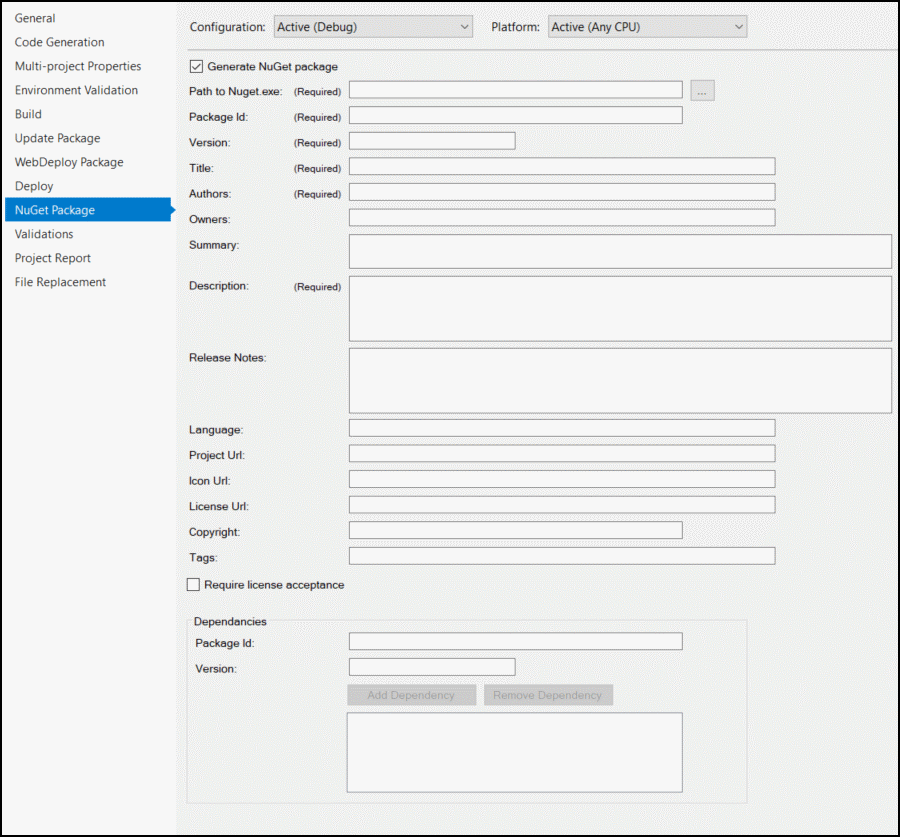 General
Code Generation
Multi-project Properties
Environment Validation
Build
Update Package
WebDeploy Package
Deploy
NuGet Package
Validations
Project Report
File Replacement
Configuration: Active (Debug) Platform: Active (Any CPU)
Generate NuGet package
Path to Nuget.exe: (Required) ...
Package Id: (Required)
Version: (Required)
Title: (Required)
Authors: (Required)
Owners:
Summary:
Description: (Required)
Release Notes:
Language:
Project Url:
Icon Url:
License Url:
Copyright:
Tags:
Require license acceptance
Dependancies
Package Id:
Version:
Add Dependency Remove Dependency